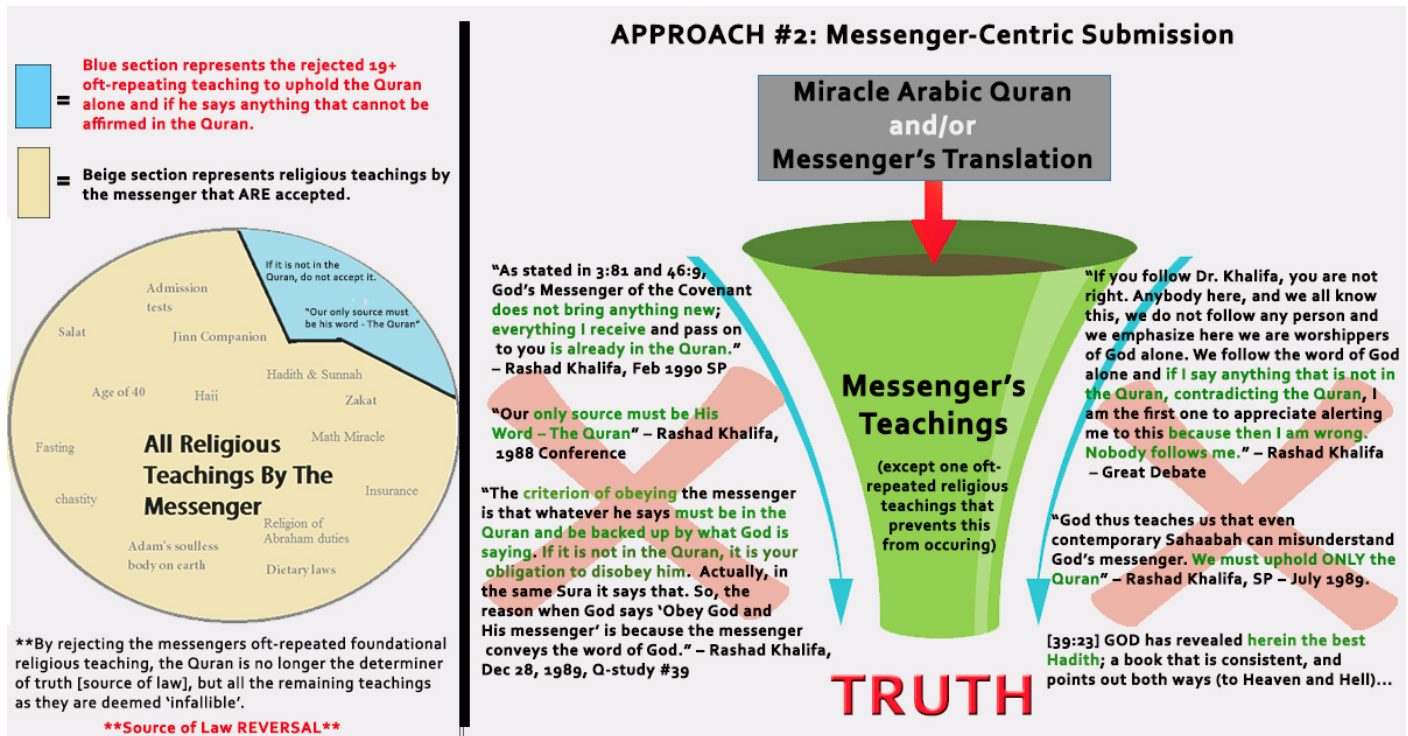 =
Blue section represents the rejected 19+
oft-repeating teaching to uphold the Quran
alone and if he says anything that cannot be
affirmed in the Quran.
=
Beige section represents religious teachings by
the messenger that ARE accepted.
If it is not in the
Quran, do not accept it.
"Our only source must
be his word - The Quran"
Admission
tests
Salat
Jinn Companion
Hadith & Sunnah
Age of 40
Haii
Zakat
Fasting
All Religious
Teachings By The
Messenger
Math Miracle
chastity
Insurance
Religion of
Abraham duties
Adam's soulless
body on earth
Dietary laws
**By rejecting the messengers oft-repeated foundational
religious teaching, the Quran is no longer the determiner
of truth [source of law], but all the remaining teachings
as they are deemed 'infallible'.
**Source of Law REVERSAL**
APPROACH #2: Messenger-Centric Submission
Miracle Arabic Quran
and/or
Messenger's Translation
"As stated in 3:81 and 46:9,
God's Messenger of the Covenant
does not bring anything new;
everything I receive and pass on
to you is already in the Quran."
– Rashad Khalifa, Feb 1990 SP
"Our only source must be His
Word – The Quran" – Rashad Khalifa,
1988 Conference
"The criterion of obeying the messenger
is that whatever he says must be in the
Quran and be backed up by what God is
saying. If it is not in the Quran, it is your
obligation to disobey him. Actually, in
the same Sura it says that. So, the
reason when God says 'Obey God and
His messenger' is because the messenger
conveys the word of God." – Rashad Khalifa,
Dec 28, 1989, Q-study #39
Messenger's
Teachings
(except one oft-
repeated religious
teachings that
prevents this
from occuring)
TRUTH
"If you follow Dr. Khalifa, you are not
right. Anybody here, and we all know
this, we do not follow any person and
we emphasize here we are worshippers
of God alone. We follow the word of God
alone and if I say anything that is not in
the Quran, contradicting the Quran, I
am the first one to appreciate alerting
me to this because then I am wrong.
Nobody follows me." – Rashad Khalifa
– Great Debate
"God thus teaches us that even
contemporary Sahaabah can misunderstand
God's messenger. We must uphold ONLY the
Quran" – Rashad Khalifa, SP – July 1989.
[39:23] GOD has revealed herein the best
Hadith; a book that is consistent, and
points out both ways (to Heaven and Hell)...